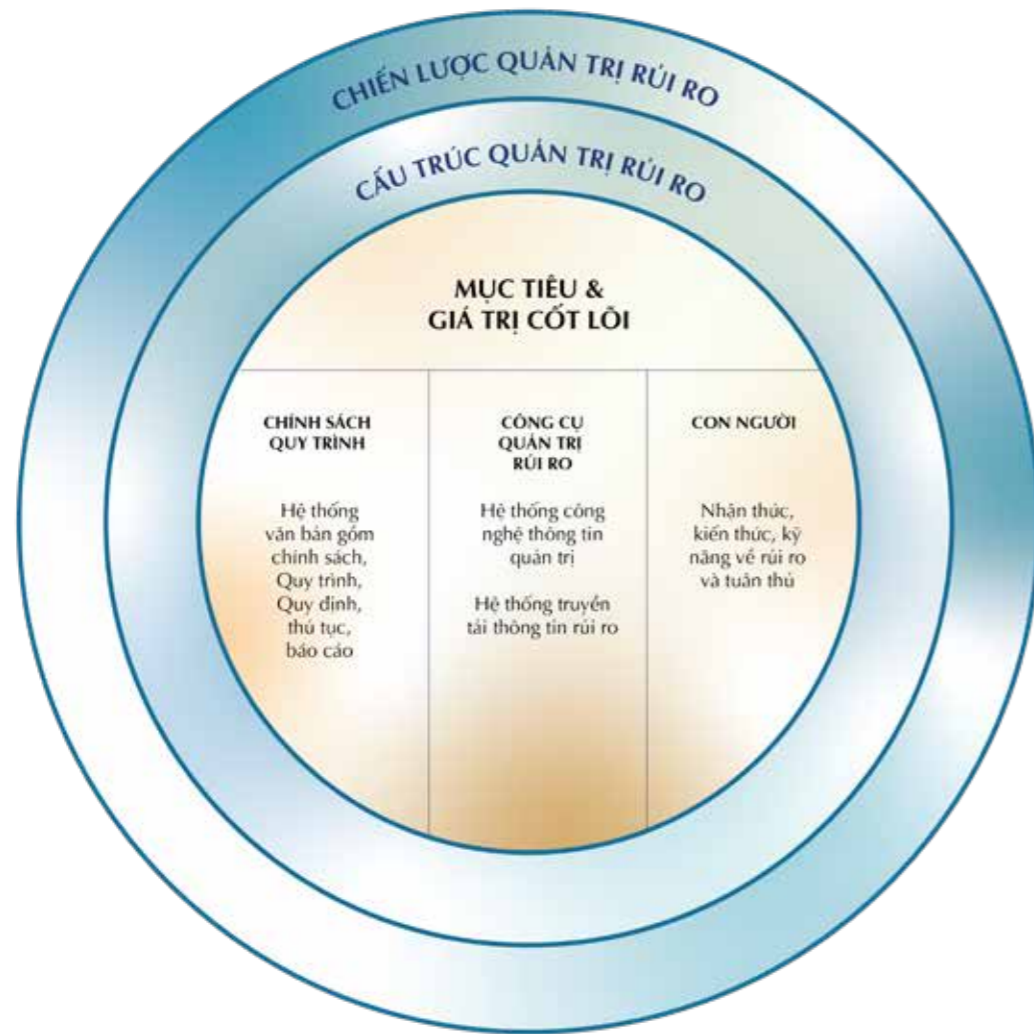 CHIẾN LƯỢC QUẢN TRỊ RỦI RO
CẤU TRÚC QUẢN TRỊ RỦI RO
MỤC TIÊU &
GIÁ TRỊ CỐT LÕI
CHÍNH SÁCH
QUY TRÌNH
Hệ thống
văn bản gồm
chính sách,
Quy trình,
Quy định,
thủ tục,
báo cáo
CÔNG CỤ
QUẢN TRỊ
RỦI RO
Hệ thống công
nghệ thông tin
quản trị
Hệ thống truyền
tải thông tin rủi ro
CON NGƯỜI
Nhận thức,
kiến thức, kỹ
năng về rủi ro
và tuân thủ